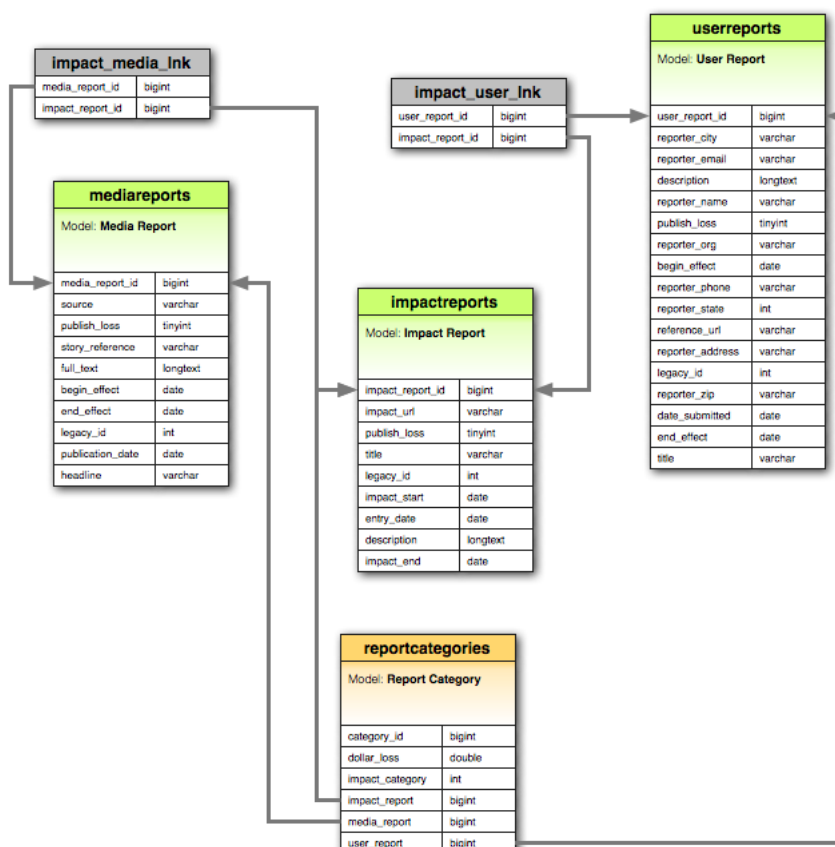 impact_media_lnk
media_report_id bigint
impact_report_id bigint
impact_user_lnk
user_report_id bigint
impact_report_id bigint
userreports
Model: User Report
user_report_id bigint
reporter_city varchar
reporter_email varchar
description longtext
reporter_name varchar
publish_loss tinyint
reporter_org varchar
begin_effect date
reporter_phone varchar
reporter_state int
reference_url varchar
reporter_address varchar
legacy_id int
reporter_zip varchar
date_submitted date
end_effect date
title varchar
mediareports
Model: Media Report
media_report_id bigint
source varchar
publish_loss tinyint
story_reference varchar
full_text longtext
begin_effect date
end_effect date
legacy_id int
publication_date date
headline varchar
impactreports
Model: Impact Report
impact_report_id bigint
impact_url varchar
publish_loss tinyint
title varchar
legacy_id int
impact_start date
entry_date date
description longtext
impact_end date
reportcategories
Model: Report Category
category_id bigint
dollar_loss double
impact_category int
impact_report bigint
media_report bigint
user_report bigint